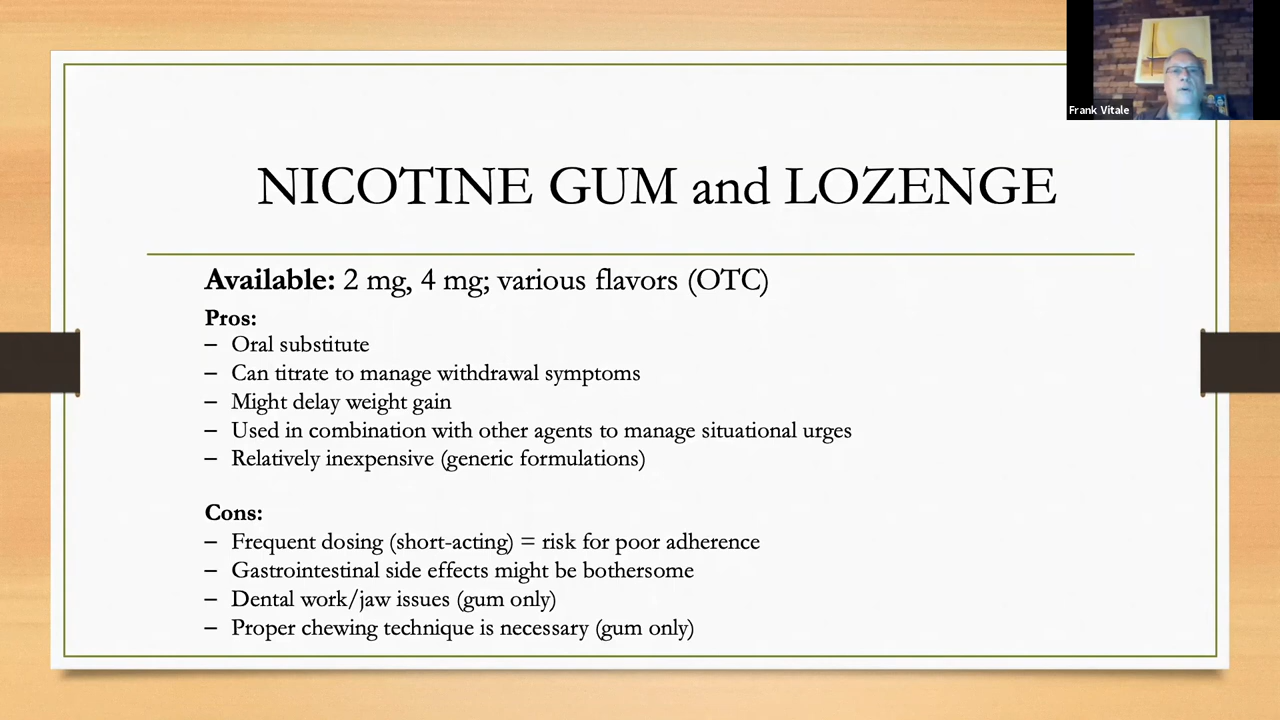 Frank Vitale
NICOTINE GUM and LOZENGE
Available: 2 mg, 4 mg; various flavors (OTC)
Pros:
– Oral substitute
– Can titrate to manage withdrawal symptoms
– Might delay weight gain
– Used in combination with other agents to manage situational urges
– Relatively inexpensive (generic formulations)
Cons:
– Frequent dosing (short-acting) = risk for poor adherence
– Gastrointestinal side effects might be bothersome
– Dental work/jaw issues (gum only)
– Proper chewing technique is necessary (gum only)